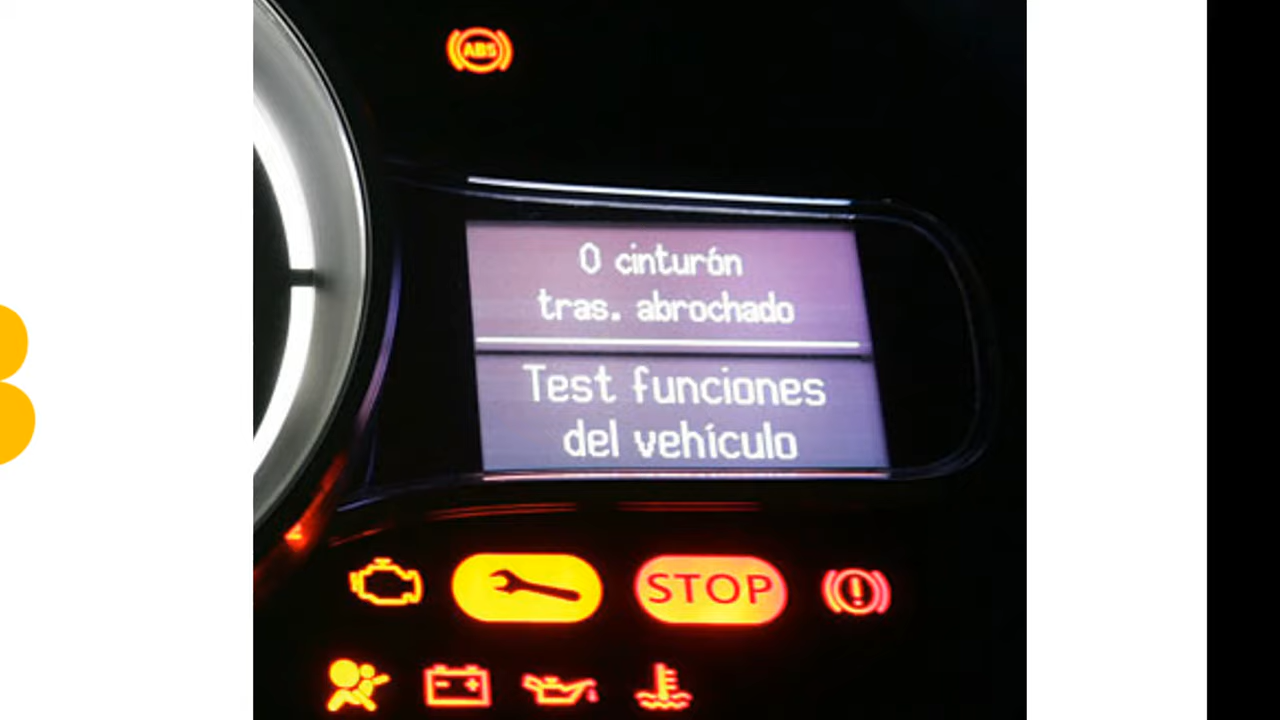 ABS
0 cinturón
tras. abrochado
Test funciones
del vehículo
STOP